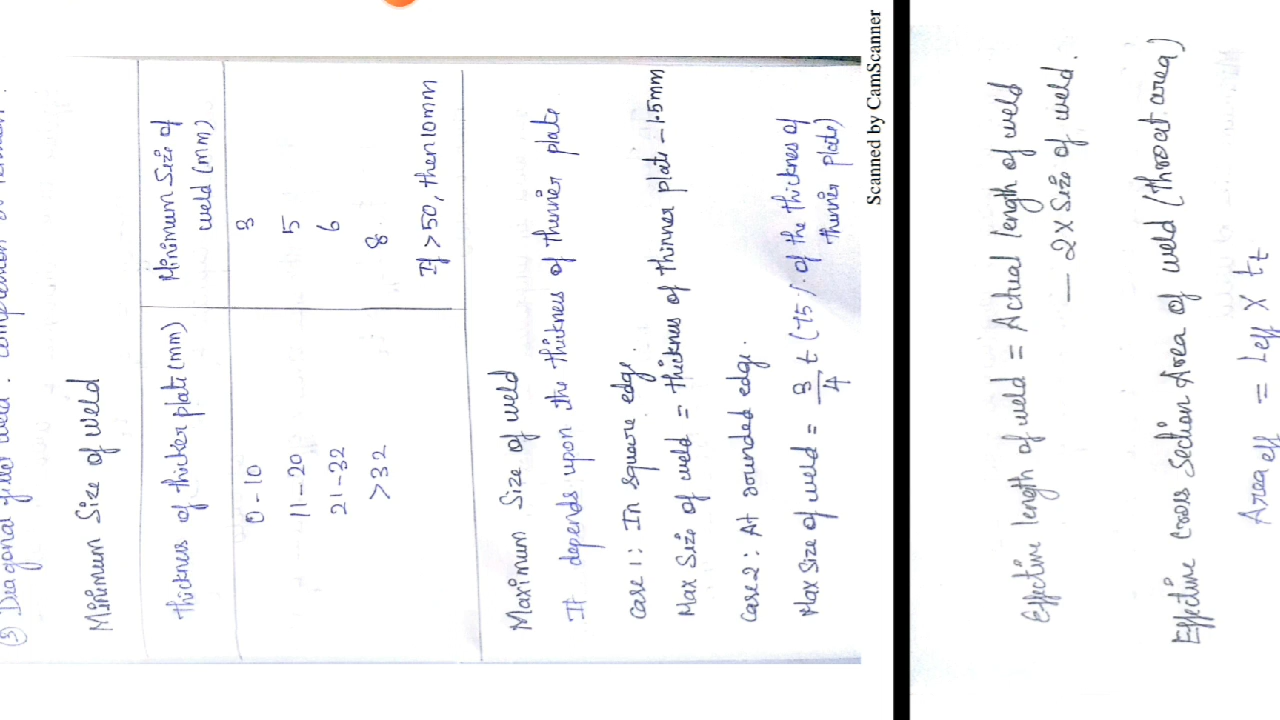 ③ Diagonal fillet weld :
Minimum Size of weld
thickness of thicker plate (mm)
Minimum Size of
weld (mm)
0-10 3
11-20 5
21-32 6
>32 8
If >50, then 10mm
Maximum Size of weld
It depends upon the thickness of thinner plate
Case 1: In square edge.
Max Size of weld = thickness of thinner plate - 1.5mm
Case 2: At rounded edge.
Max Size of weld = 3/4 t (75% of the thickness of
thinner plate)
Scanned by CamScanner
Effective length of weld = Actual length of weld
- 2 x Size of weld.
Effective cross section Area of weld (throat area)
Area eff = Leff x tt